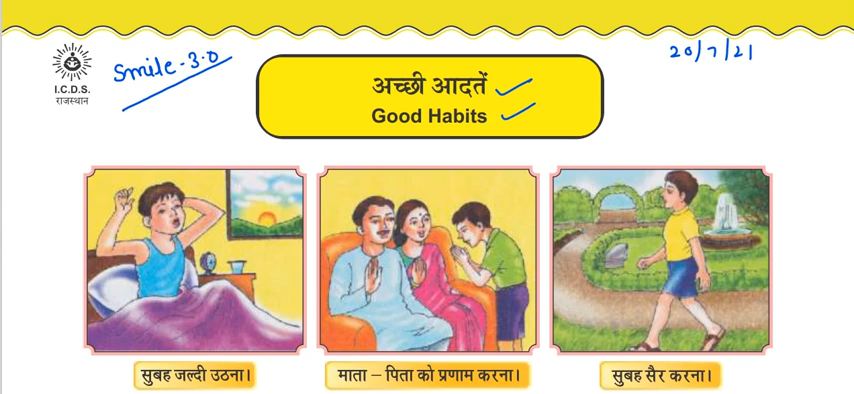 Smile-3.0
20/7/21
I.C.D.S.
राजस्थान
अच्छी आदतें
Good Habits
सुबह जल्दी उठना।
माता – पिता को प्रणाम करना।
सुबह सैर करना।